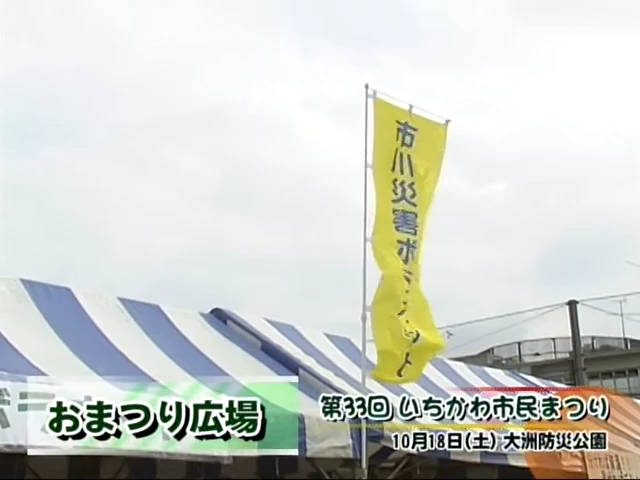 市川災害ボラ
おまつり広場
第33回 いちかわ市民まつり
10月18日(土) 大洲防災公園